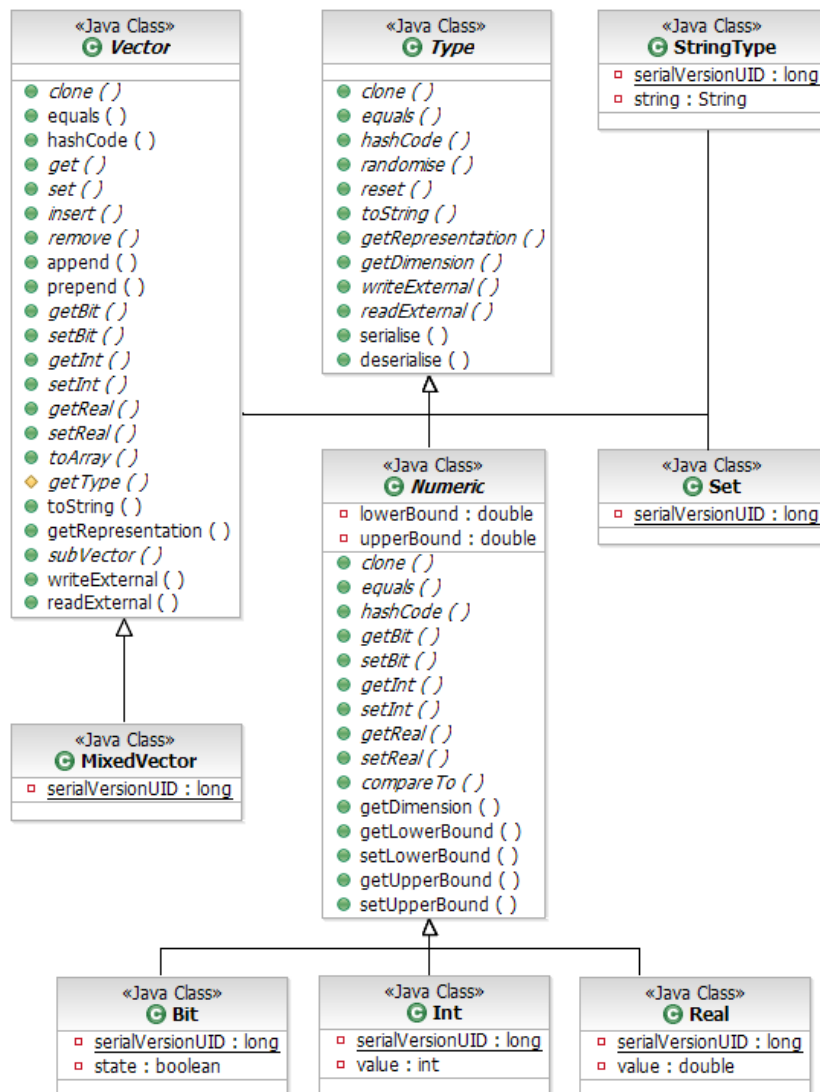 «Java Class»
Vector
clone ( )
equals ( )
hashCode ( )
get ( )
set ( )
insert ( )
remove ( )
append ( )
prepend ( )
getBit ( )
setBit ( )
getInt ( )
setInt ( )
getReal ( )
setReal ( )
toArray ( )
getType ( )
toString ( )
getRepresentation ( )
subVector ( )
writeExternal ( )
readExternal ( )
«Java Class»
Type
clone ( )
equals ( )
hashCode ( )
randomise ( )
reset ( )
toString ( )
getRepresentation ( )
getDimension ( )
writeExternal ( )
readExternal ( )
serialise ( )
deserialise ( )
«Java Class»
StringType
serialVersionUID : long
string : String
«Java Class»
Numeric
lowerBound : double
upperBound : double
clone ( )
equals ( )
hashCode ( )
getBit ( )
setBit ( )
getInt ( )
setInt ( )
getReal ( )
setReal ( )
compareTo ( )
getDimension ( )
getLowerBound ( )
setLowerBound ( )
getUpperBound ( )
setUpperBound ( )
«Java Class»
Set
serialVersionUID : long
«Java Class»
MixedVector
serialVersionUID : long
«Java Class»
Bit
serialVersionUID : long
state : boolean
«Java Class»
Int
serialVersionUID : long
value : int
«Java Class»
Real
serialVersionUID : long
value : double